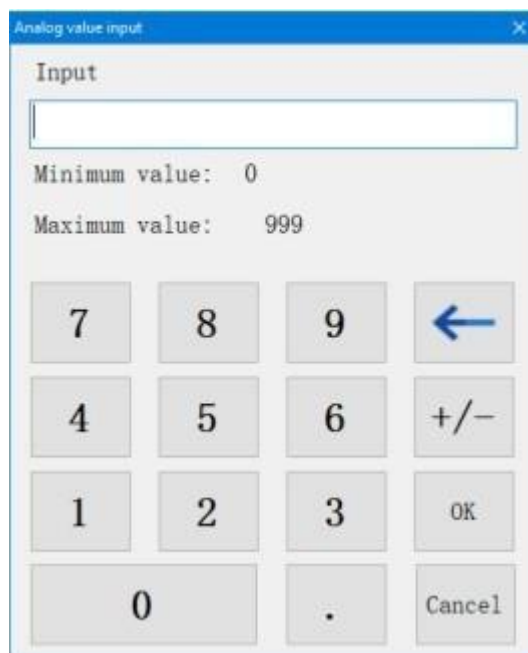 Analog value input
Input
Minimum value: 0
Maximum value: 999
7 8 9
4 5 6 +/-
1 2 3 OK
0 . Cancel